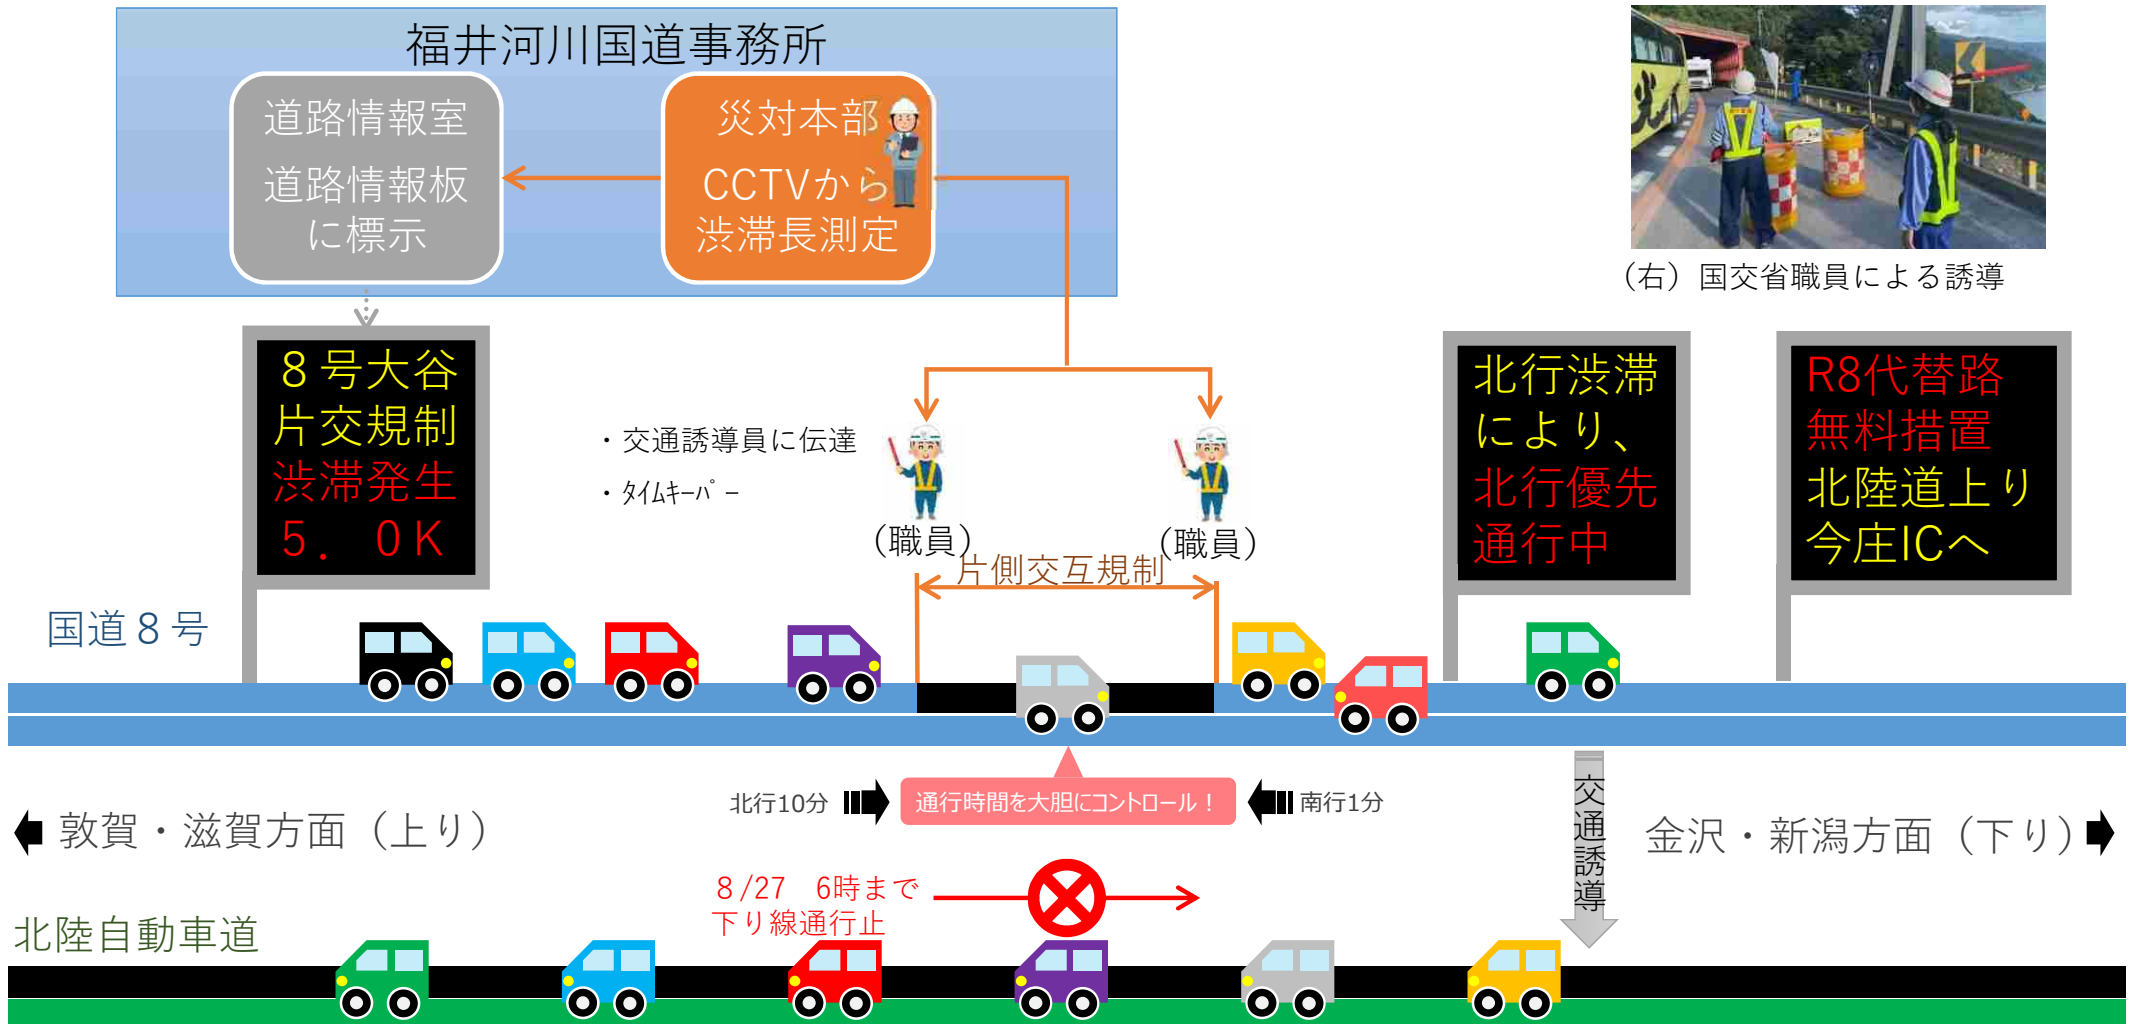 福井河川国道事務所
道路情報室
道路情報板
に標示
災対本部
CCTVから
渋滞長測定
（右）国交省職員による誘導
８号大谷
片交規制
渋滞発生
５．０Ｋ
・交通誘導員に伝達
・ﾀｲﾑｷｰﾊﾟｰ
（職員）
（職員）
片側交互規制
北行渋滞
により、
北行優先
通行中
R8代替路
無料措置
北陸道上り
今庄ICへ
国道８号
北行10分
通行時間を大胆にコントロール！
南行1分
交通誘導
敦賀・滋賀方面（上り）
金沢・新潟方面（下り）
８/27　6時まで
下り線通行止
北陸自動車道